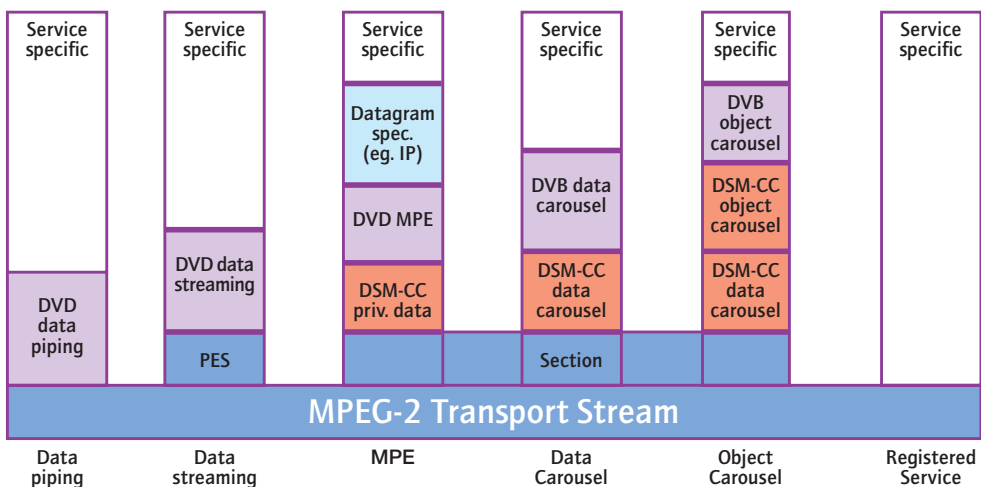 Service
specific
DVD
data
piping
Service
specific
DVD data
streaming
PES
Service
specific
Datagram
spec.
(eg. IP)
DVD MPE
DSM-CC
priv. data
Service
specific
DVB data
carousel
DSM-CC
data
carousel
Section
Service
specific
DVB
object
carousel
DSM-CC
object
carousel
DSM-CC
data
carousel
Service
specific
MPEG-2 Transport Stream
Data
piping
Data
streaming
MPE
Data
Carousel
Object
Carousel
Registered
Service